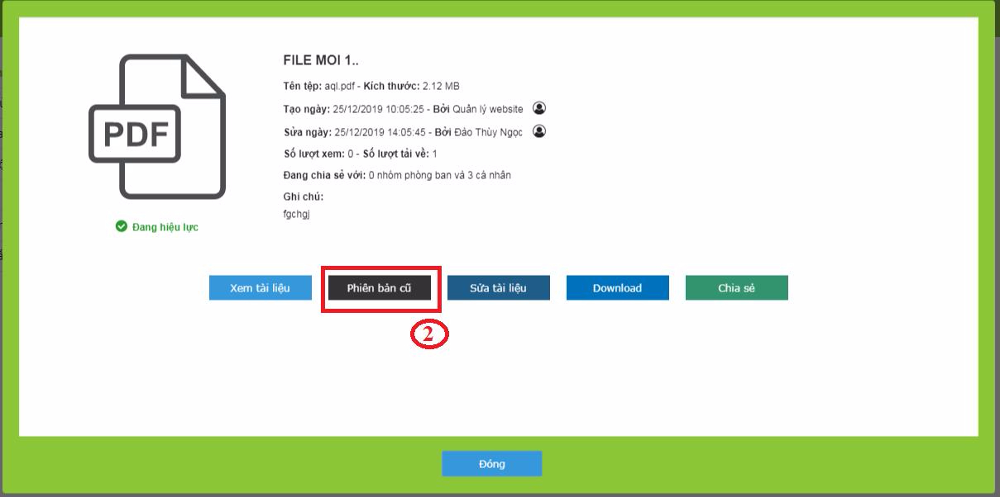 FILE MOI 1..
Tên tệp: aql.pdf - Kích thước: 2.12 MB
Tạo ngày: 25/12/2019 10:05:25 - Bởi Quản lý website
Sửa ngày: 25/12/2019 14:05:45 - Bởi Đào Thùy Ngọc
Số lượt xem: 0 - Số lượt tải về: 1
Đang chia sẻ với: 0 nhóm phòng ban và 3 cá nhân
Ghi chú:
fgchgj
PDF
Đang hiệu lực
Xem tài liệu
Phiên bản cũ
Sửa tài liệu
Download
Chia sẻ
2
Đóng